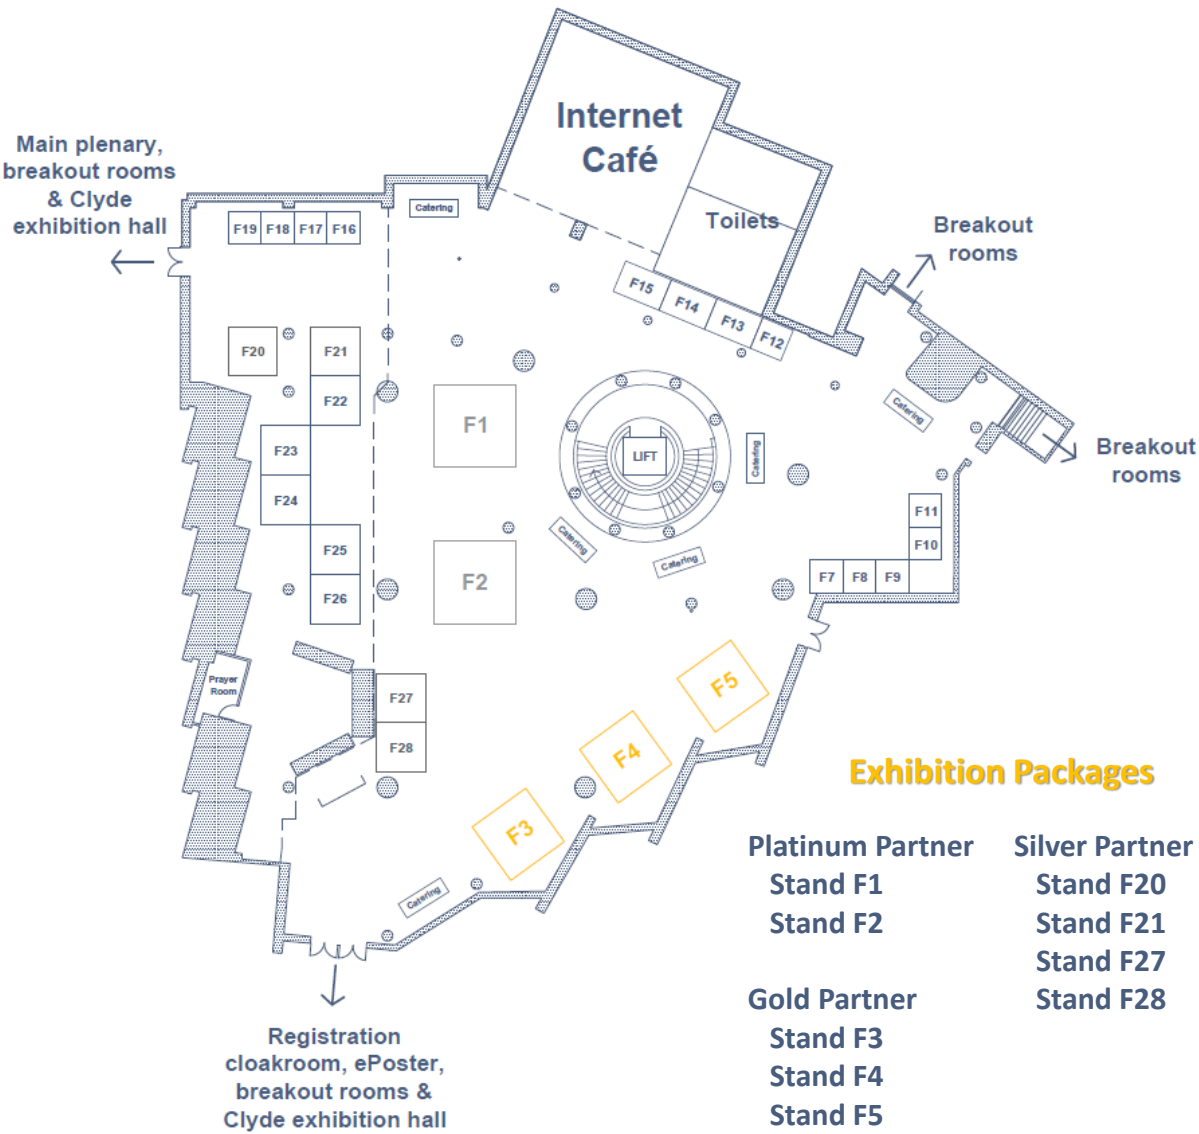 Internet
Café
Main plenary,
breakout rooms
& Clyde
exhibition hall
Catering
Toilets
Breakout
rooms
F19 F18 F17 F16
F15
F14
F13
F12
F20
F21
F22
F1
Catering
F23
LIFT
Catering
Breakout
rooms
F24
F11
F25
Catering
F10
Catering
F2
F7 F8 F9
F26
Prayer
Room
F27
F5
F28
F4
F3
Catering
Exhibition Packages
Platinum Partner
Stand F1
Stand F2
Gold Partner
Stand F3
Stand F4
Stand F5
Silver Partner
Stand F20
Stand F21
Stand F27
Stand F28
Registration
cloakroom, ePoster,
breakout rooms &
Clyde exhibition hall